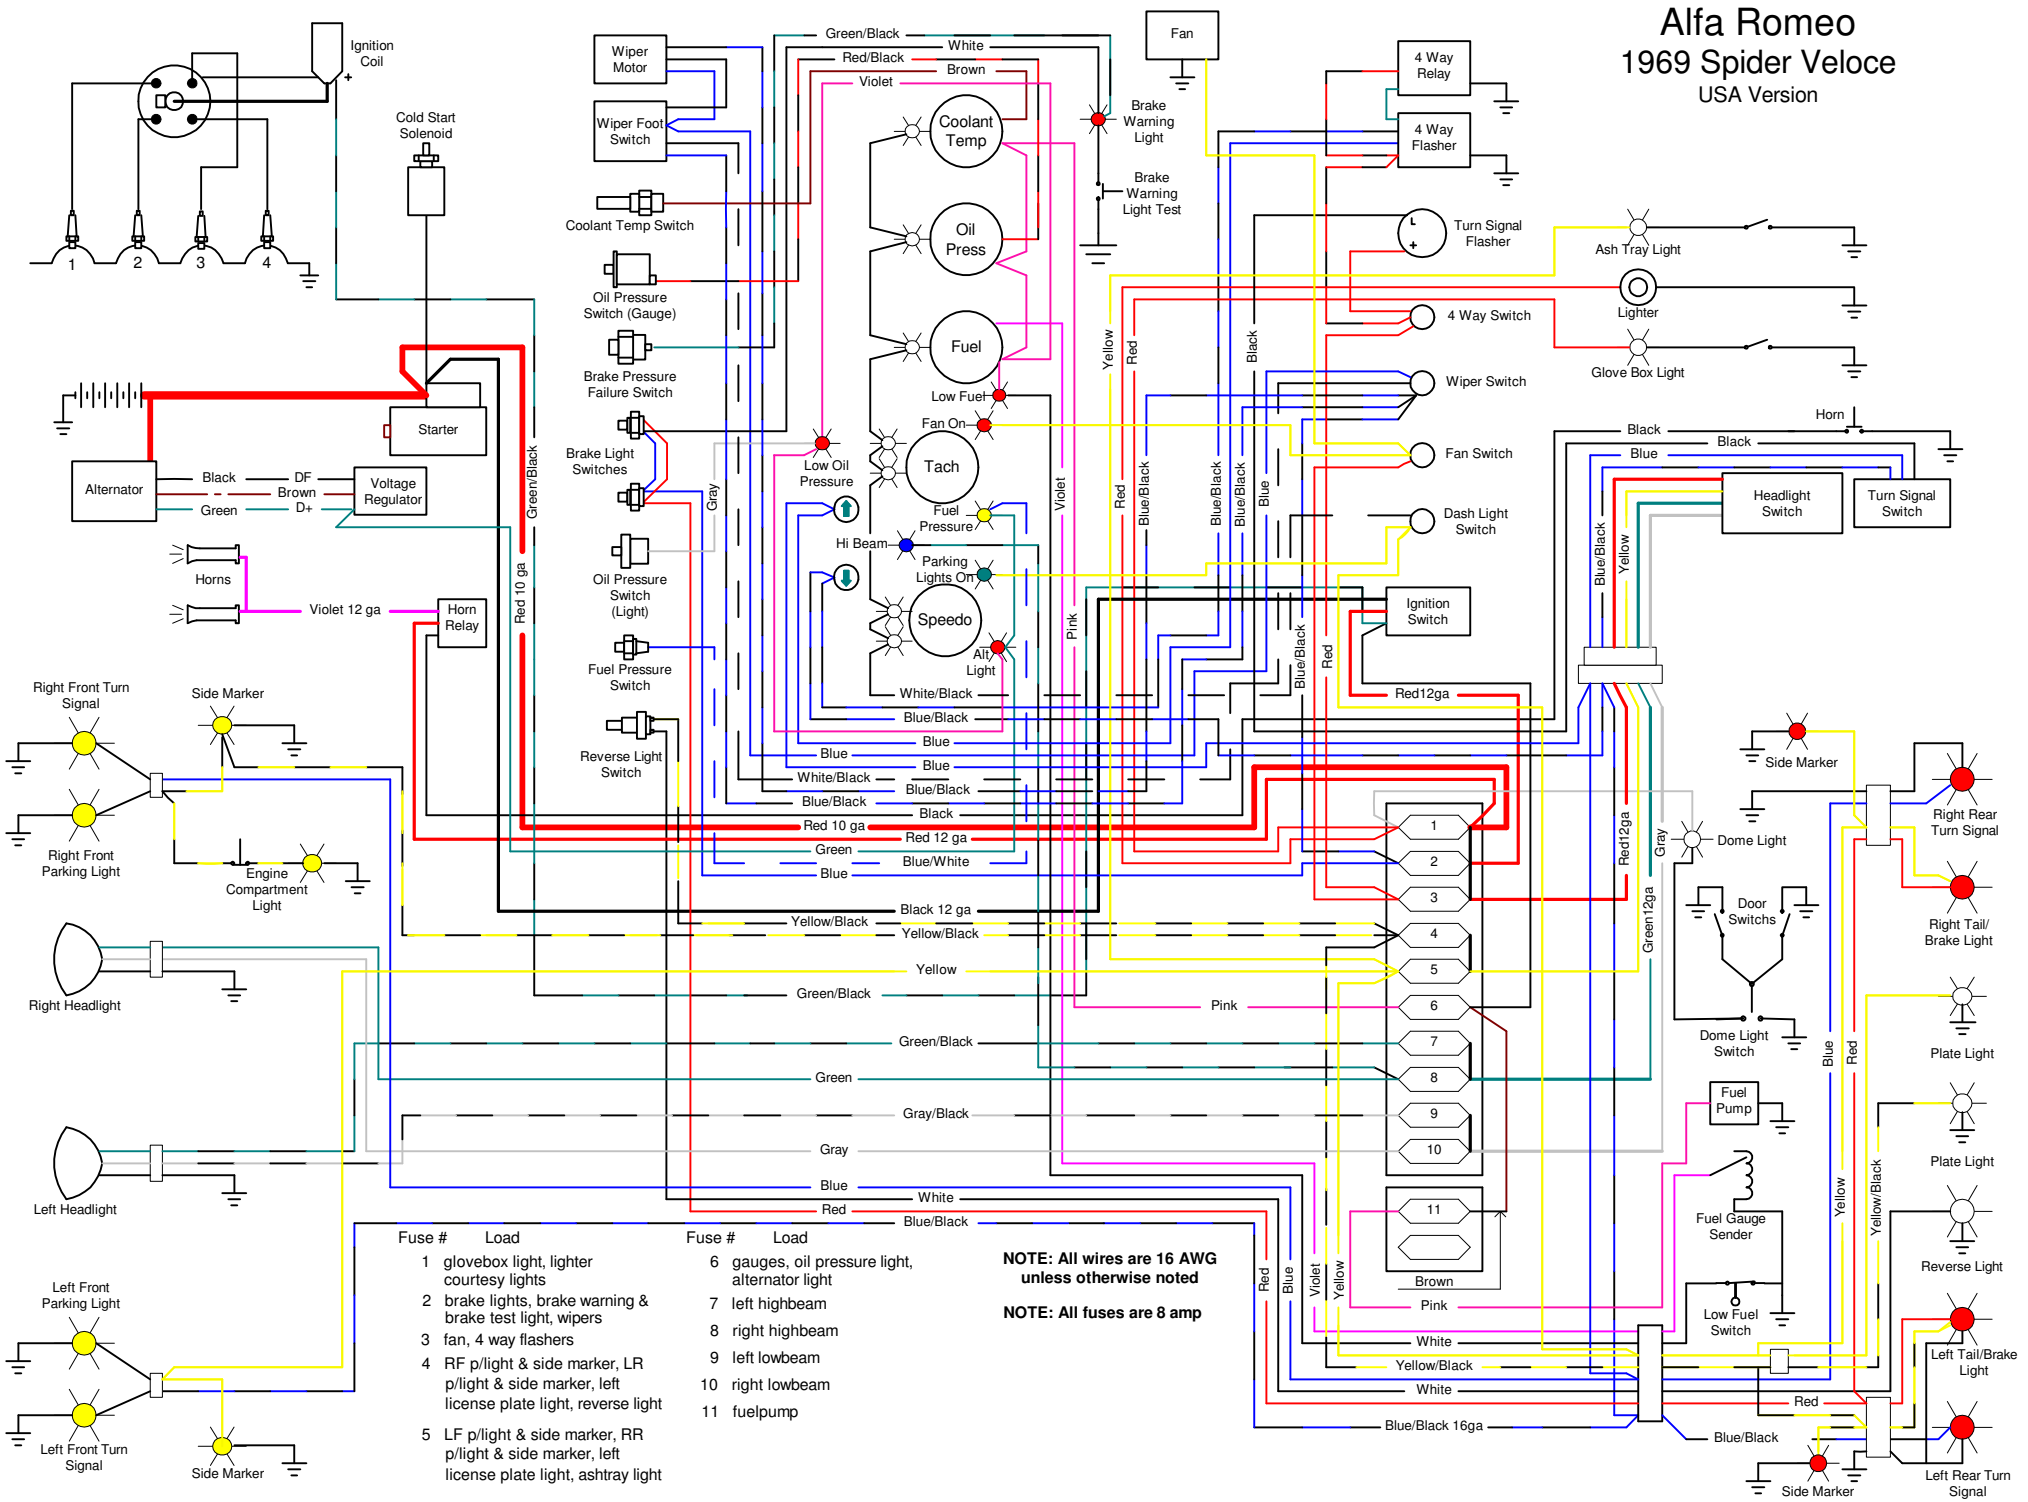 Alfa Romeo
1969 Spider Veloce
USA Version
Ignition
Coil
+
Cold Start
Solenoid
1
2
3
4
Wiper
Motor
Wiper Foot
Switch
Coolant Temp Switch
Oil Pressure
Switch (Gauge)
Brake Pressure
Failure Switch
Brake Light
Switches
Oil Pressure
Switch
(Light)
Fuel Pressure
Switch
Reverse Light
Switch
Green/Black
White
Red/Black
Brown
Violet
Coolant
Temp
Oil
Press
Fuel
Low Fuel
Fan On
Tach
Low Oil
Pressure
Fuel
Pressure
Hi Beam
Parking
Lights On
Speedo
Alt
Light
Gray
Fan
Brake
Warning
Light
Brake
Warning
Light Test
4 Way
Relay
4 Way
Flasher
L
+
Turn Signal
Flasher
4 Way Switch
Wiper Switch
Fan Switch
Dash Light
Switch
Ignition
Switch
Ash Tray Light
Lighter
Glove Box Light
Horn
Black
Black
Blue
Headlight
Switch
Turn Signal
Switch
Yellow
Red
Black
Red
Blue/Black
Blue/Black
Blue/Black
Blue
Violet
Pink
Blue/Black
Red
Blue/Black
Yellow
Starter
Alternator
Black
DF
Brown
Green
D+
Voltage
Regulator
Green/Black
Red 10 ga
Horns
Violet 12 ga
Horn
Relay
Right Front Turn
Signal
Side Marker
Right Front
Parking Light
Engine
Compartment
Light
Right Headlight
Left Headlight
Left Front
Parking Light
Left Front Turn
Signal
Side Marker
White/Black
Blue/Black
Blue
Blue
Blue
White/Black
Blue/Black
Blue/Black
Black
Red 10 ga
Red 12 ga
Green
Blue/White
Blue
Black 12 ga
Yellow/Black
Yellow/Black
Yellow
Green/Black
Pink
Green/Black
Green
Gray/Black
Gray
Blue
White
Red
Blue/Black
Red12ga
1
2
3
4
5
6
7
8
9
10
11
Brown
Pink
White
Yellow/Black
White
Blue/Black 16ga
Red
Blue
Violet
Yellow
Red12ga
Gray
Green12ga
Dome Light
Door
Switchs
Dome Light
Switch
Fuel
Pump
Fuel Gauge
Sender
Low Fuel
Switch
Red
Blue/Black
Blue
Red
Yellow
Yellow/Black
Side Marker
Right Rear
Turn Signal
Right Tail/
Brake Light
Plate Light
Plate Light
Reverse Light
Left Tail/Brake
Light
Left Rear Turn
Signal
Side Marker
Fuse # Load
1 glovebox light, lighter
courtesy lights
2 brake lights, brake warning &
brake test light, wipers
3 fan, 4 way flashers
4 RF p/light & side marker, LR
p/light & side marker, left
license plate light, reverse light
5 LF p/light & side marker, RR
p/light & side marker, left
license plate light, ashtray light
Fuse # Load
6 gauges, oil pressure light,
alternator light
7 left highbeam
8 right highbeam
9 left lowbeam
10 right lowbeam
11 fuelpump
NOTE: All wires are 16 AWG
unless otherwise noted
NOTE: All fuses are 8 amp